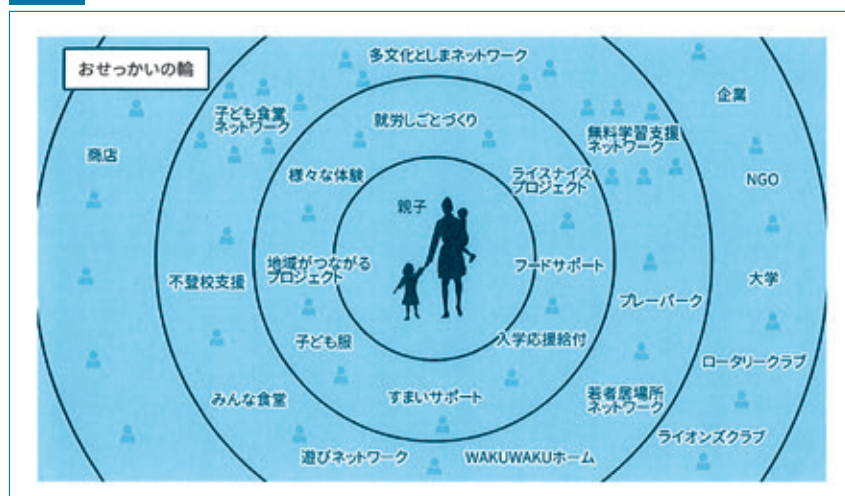 おせっかいの輪
多文化としまネットワーク
企業
子ども食堂
ネットワーク
就労しごとづくり
無料学習支援
ネットワーク
商店
様々な体験
ライスナイス
プロジェクト
NGO
親子
地域がつながる
プロジェクト
フードサポート
不登校支援
プレーパーク
大学
子ども服
入学応援給付
ロータリークラブ
みんな食堂
すまいサポート
若者居場所
ネットワーク
ライオンズクラブ
遊びネットワーク
WAKUWAKUホーム